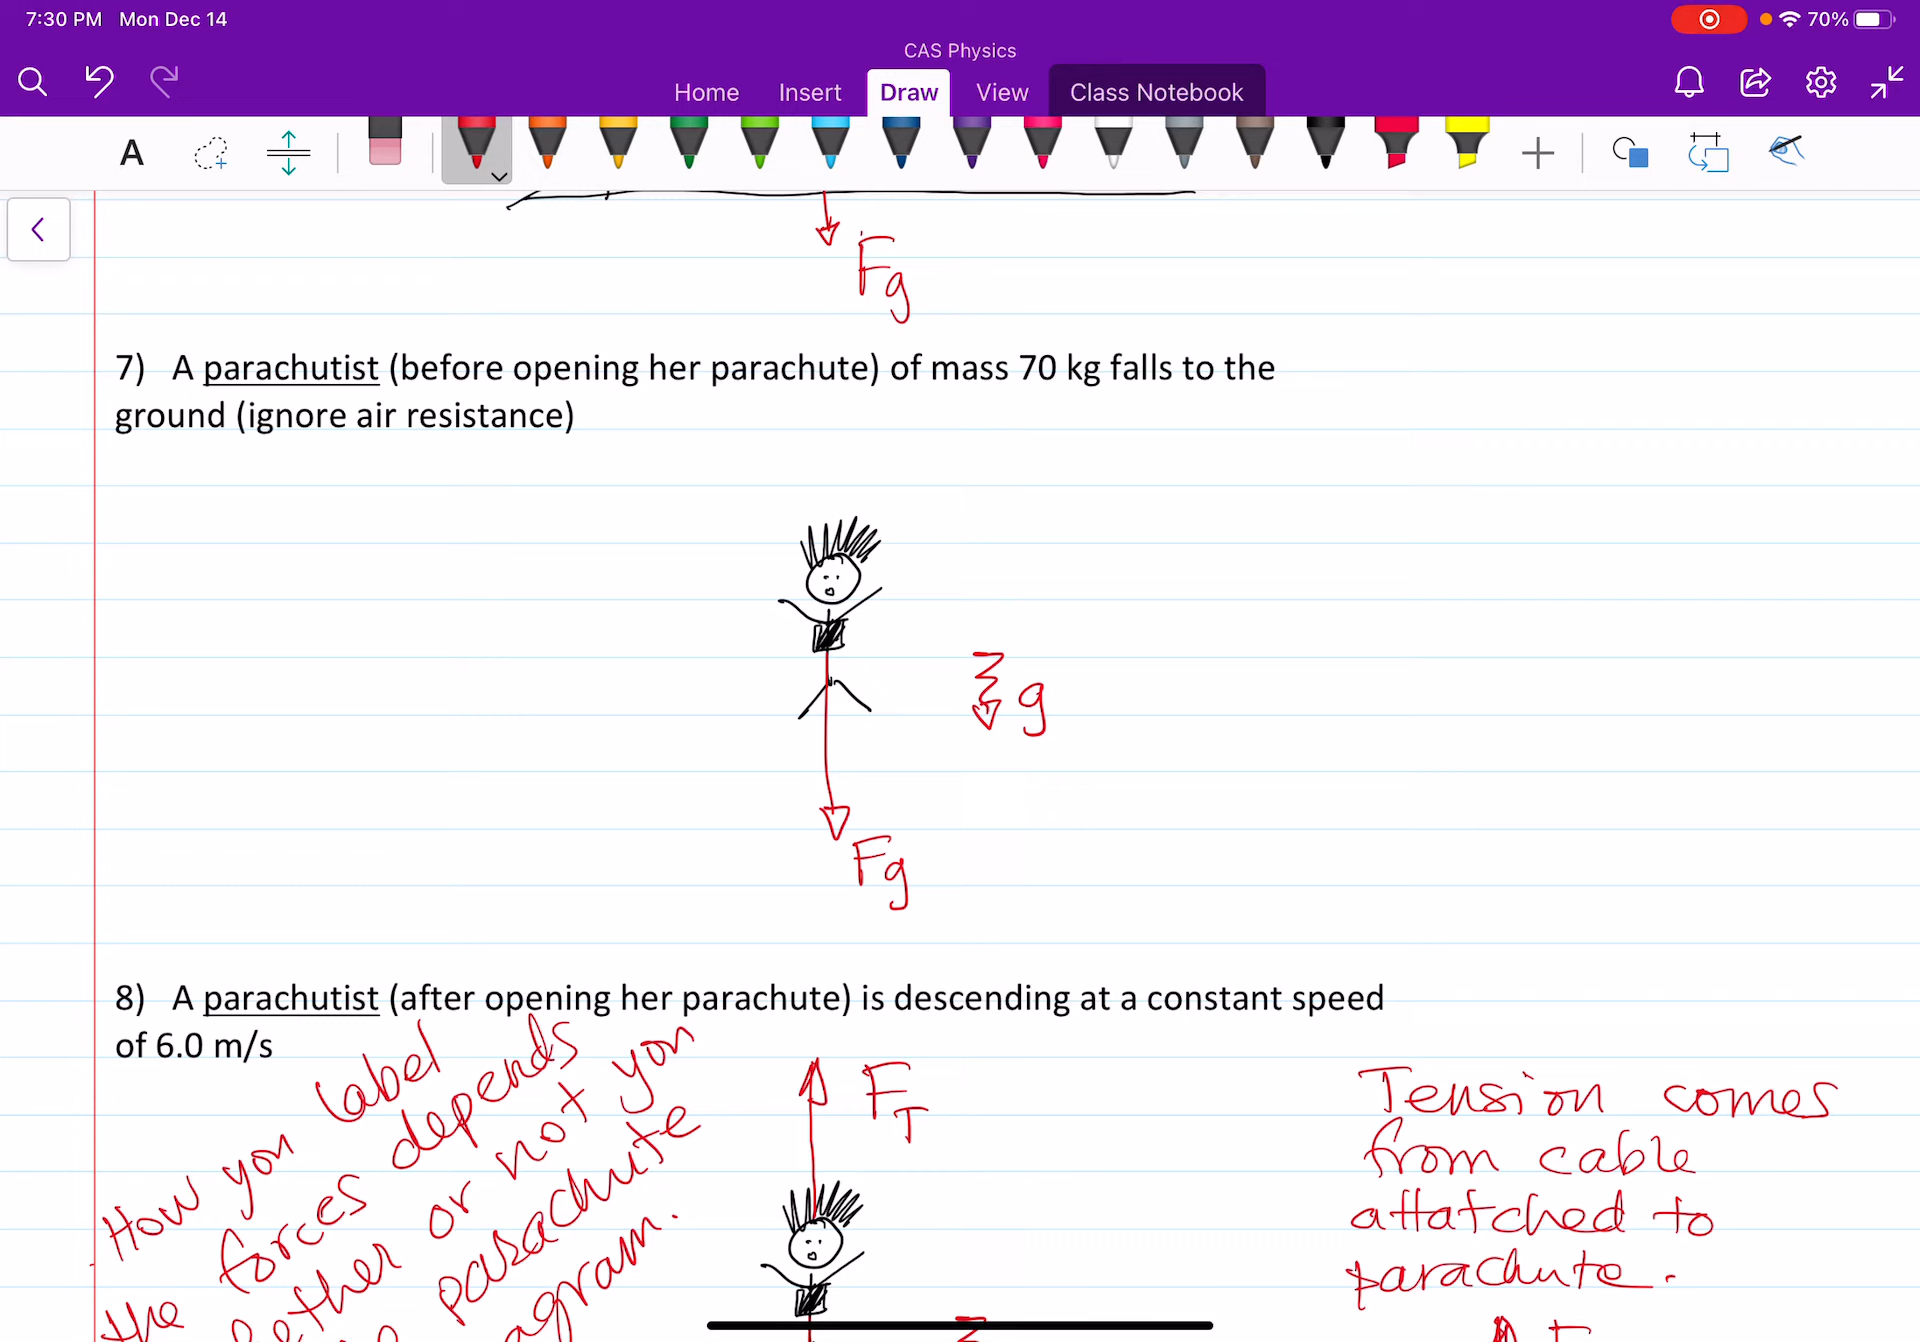 7:30 PM Mon Dec 14
70%
CAS Physics
Home Insert Draw View Class Notebook
A
Fg
7) A parachutist (before opening her parachute) of mass 70 kg falls to the
ground (ignore air resistance)
g
Fg
8) A parachutist (after opening her parachute) is descending at a constant speed
of 6.0 m/s
How you label
the forces depends
or not you
parachute
FT
Tension comes
from cable
attatched to
parachute.